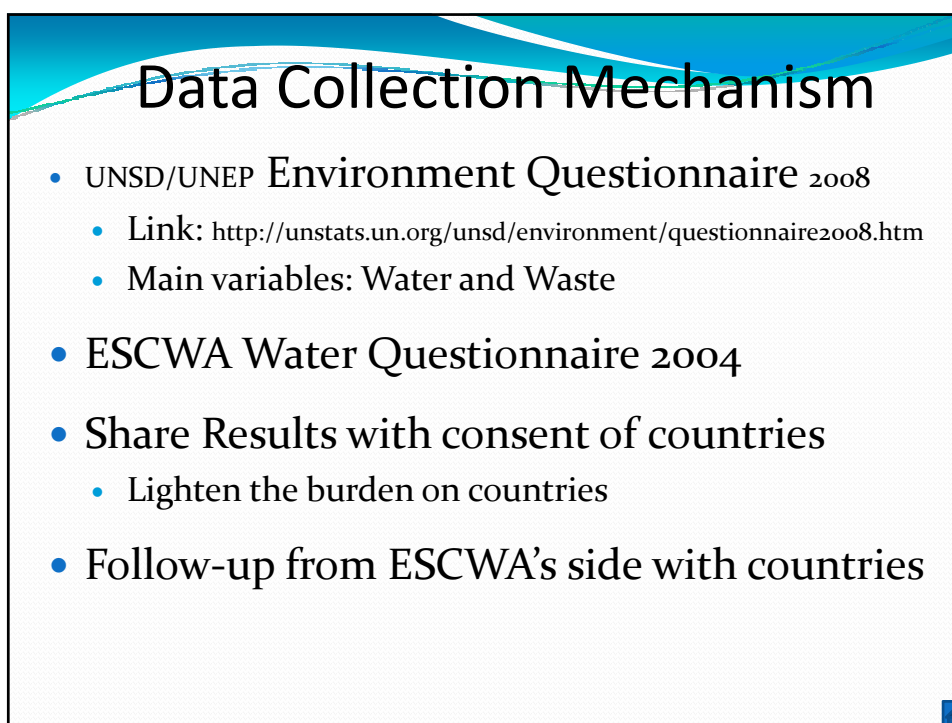 Data Collection Mechanism
• UNSD/UNEP Environment Questionnaire 2008
• Link: http://unstats.un.org/unsd/environment/questionnaire2008.htm
• Main variables: Water and Waste
• ESCWA Water Questionnaire 2004
• Share Results with consent of countries
• Lighten the burden on countries
• Follow-up from ESCWA’s side with countries